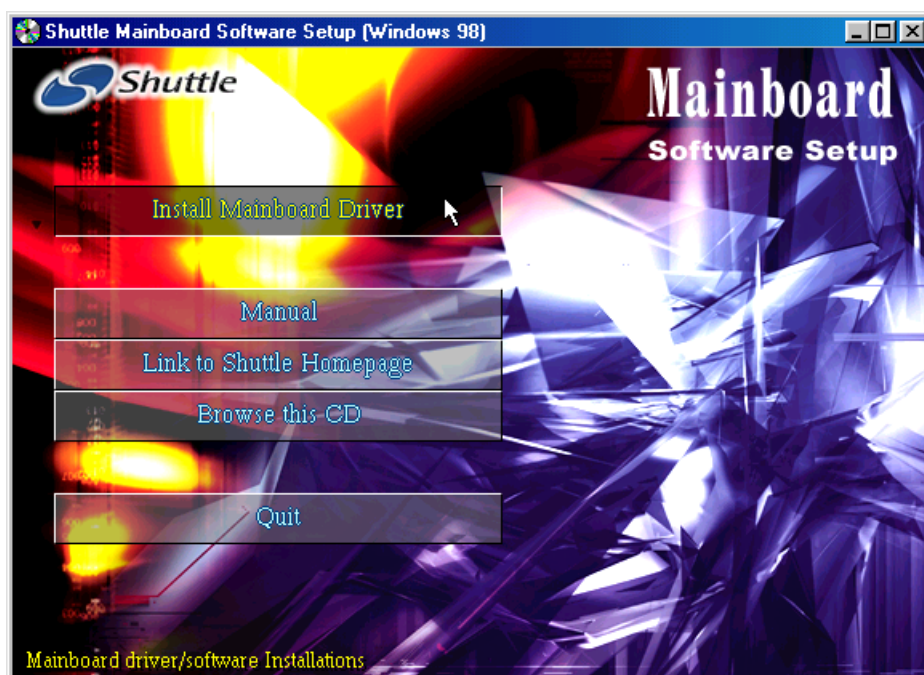 Shuttle Mainboard Software Setup (Windows 98)
Shuttle
Mainboard
Software Setup
Install Mainboard Driver
Manual
Link to Shuttle Homepage
Browse this CD
Quit
Mainboard driver/software Installations